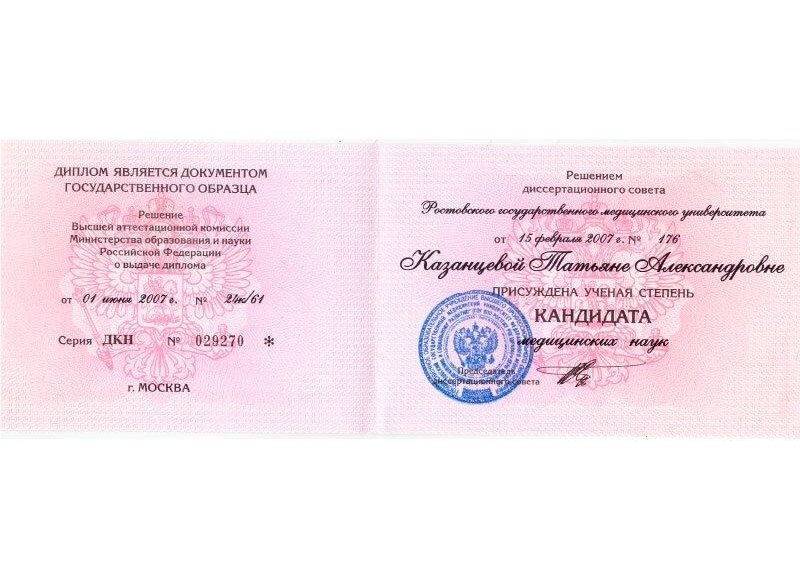 ДИПЛОМ ЯВЛЯЕТСЯ ДОКУМЕНТОМ
ГОСУДАРСТВЕННОГО ОБРАЗЦА
Решение
Высшей аттестационной комиссии
Министерства образования и науки
Российской Федерации
о выдаче диплома
от 01 июня 2007 г. № 24к/61
Серия ДКН № 029270 *
г. МОСКВА
Решением
диссертационного совета
Ростовского государственного медицинского университета
от 15 февраля 2007 г. № 176
Казанцевой Татьяне Александровне
ПРИСУЖДЕНА УЧЕНАЯ СТЕПЕНЬ
КАНДИДАТА
медицинских наук
Председатель
диссертационного совета